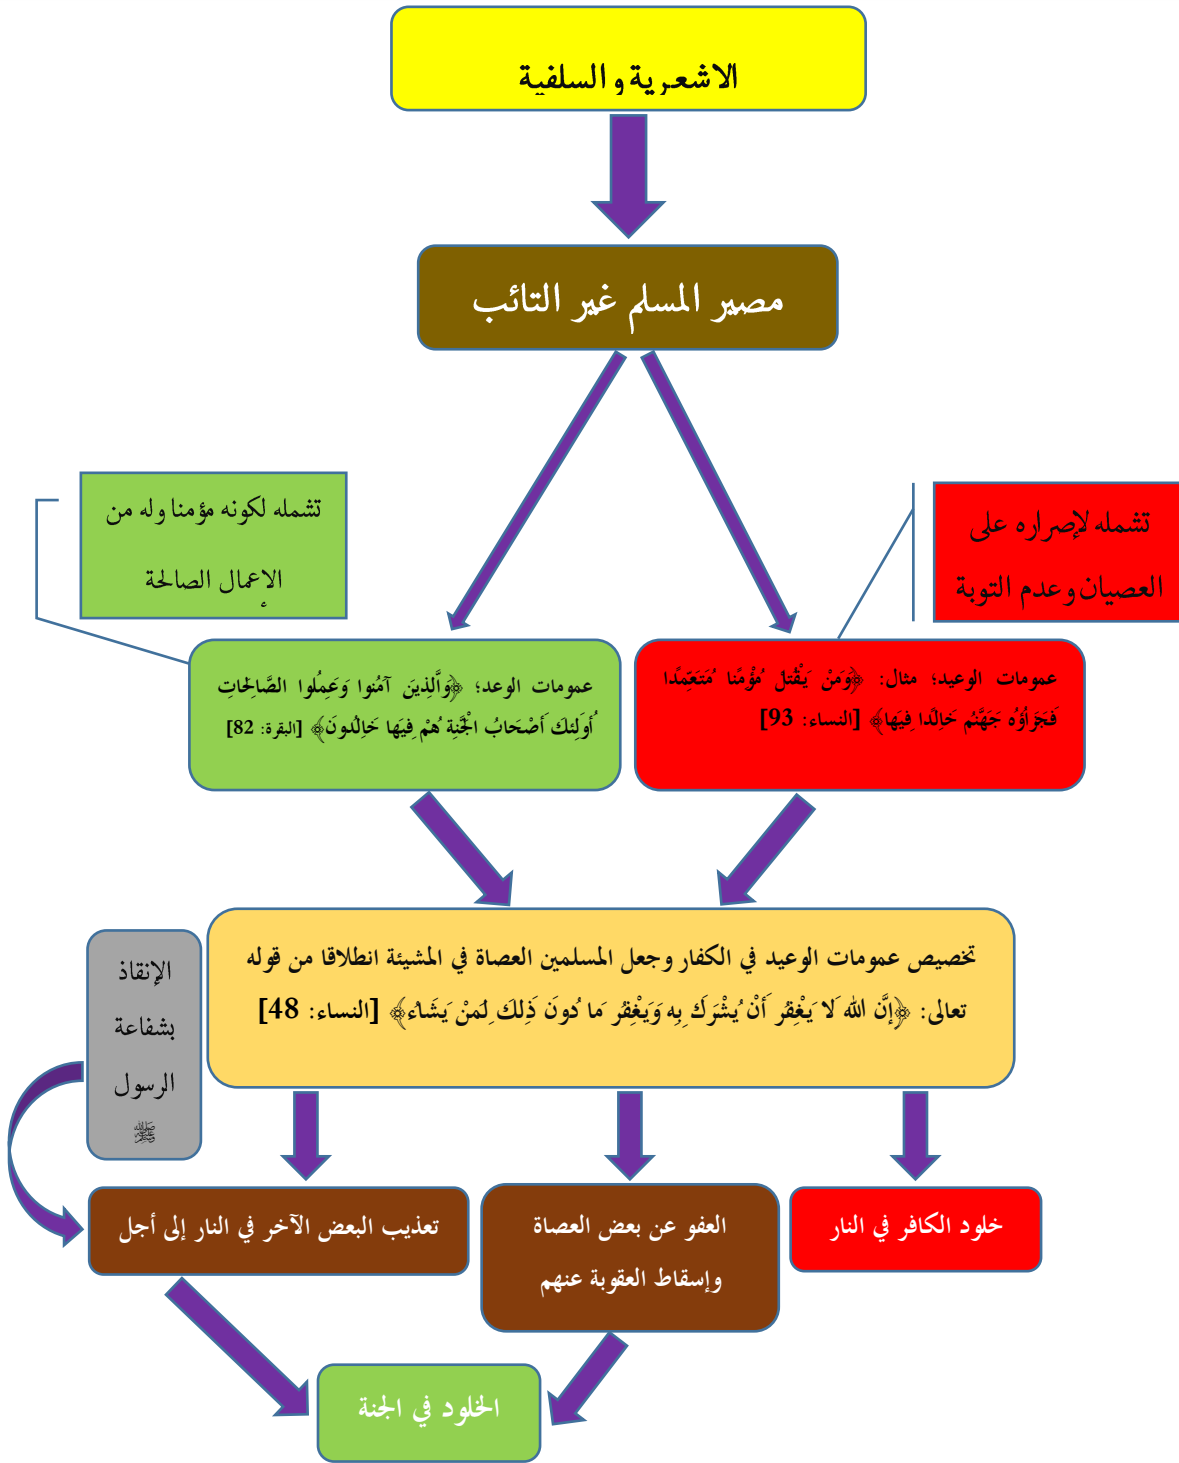 الاشعرية والسلفية
مصير المسلم غير التائب
تشمله لإصراره على
العصيان وعدم التوبة
تشمله لكونه مؤمنا وله من
الإعمال الصالحة
عمومات الوعيد؛ مثال: ﴿وَمَنْ يَقْتُلْ مُؤْمِنًا مُتَعَمِّدًا
فَجَزَاؤُهُ جَهَنَّمُ خَالِدًا فِيهَا﴾ [النساء: 93]
عمومات الوعد؛ ﴿وَالَّذِينَ آمَنُوا وَعَمِلُوا الصَّالِحَاتِ
أُولَئِكَ أَصْحَابُ الْجَنَّةِ هُمْ فِيهَا خَالِدُونَ﴾ [البقرة: 82]
تخصيص عمومات الوعيد في الكفار وجعل المسلمين العصاة في المشيئة انطلاقا من قوله
تعالى: ﴿إِنَّ اللَّهَ لَا يَغْفِرُ أَنْ يُشْرَكَ بِهِ وَيَغْفِرُ مَا دُونَ ذَلِكَ لِمَنْ يَشَاءُ﴾ [النساء: 48]
الإنقاذ
بشفاعة
الرسول
ﷺ
خلود الكافر في النار
العفو عن بعض العصاة
وإسقاط العقوبة عنهم
تعذيب البعض الآخر في النار إلى أجل
الخلود في الجنة